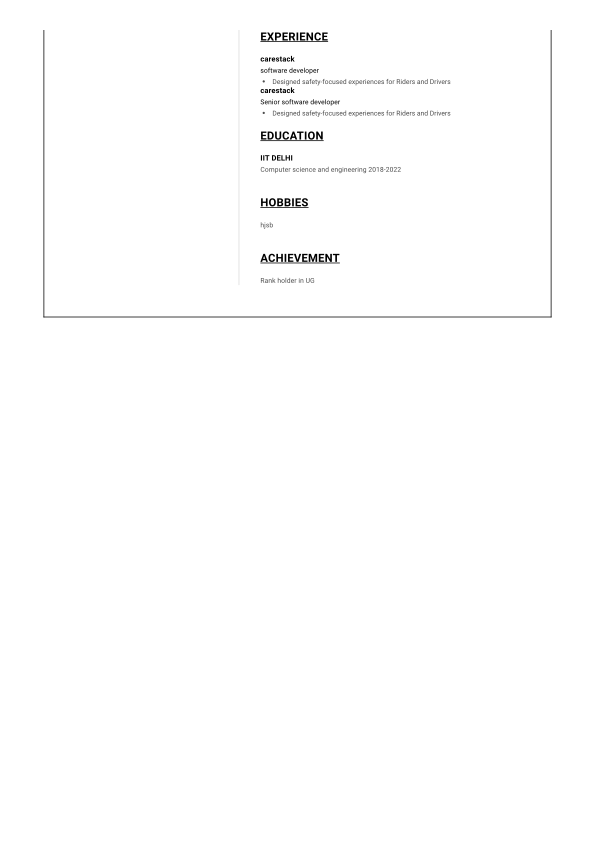 EXPERIENCE
carestack
software developer
• Designed safety-focused experiences for Riders and Drivers
carestack
Senior software developer
• Designed safety-focused experiences for Riders and Drivers
EDUCATION
IIT DELHI
Computer science and engineering 2018-2022
HOBBIES
hjsb
ACHIEVEMENT
Rank holder in UG